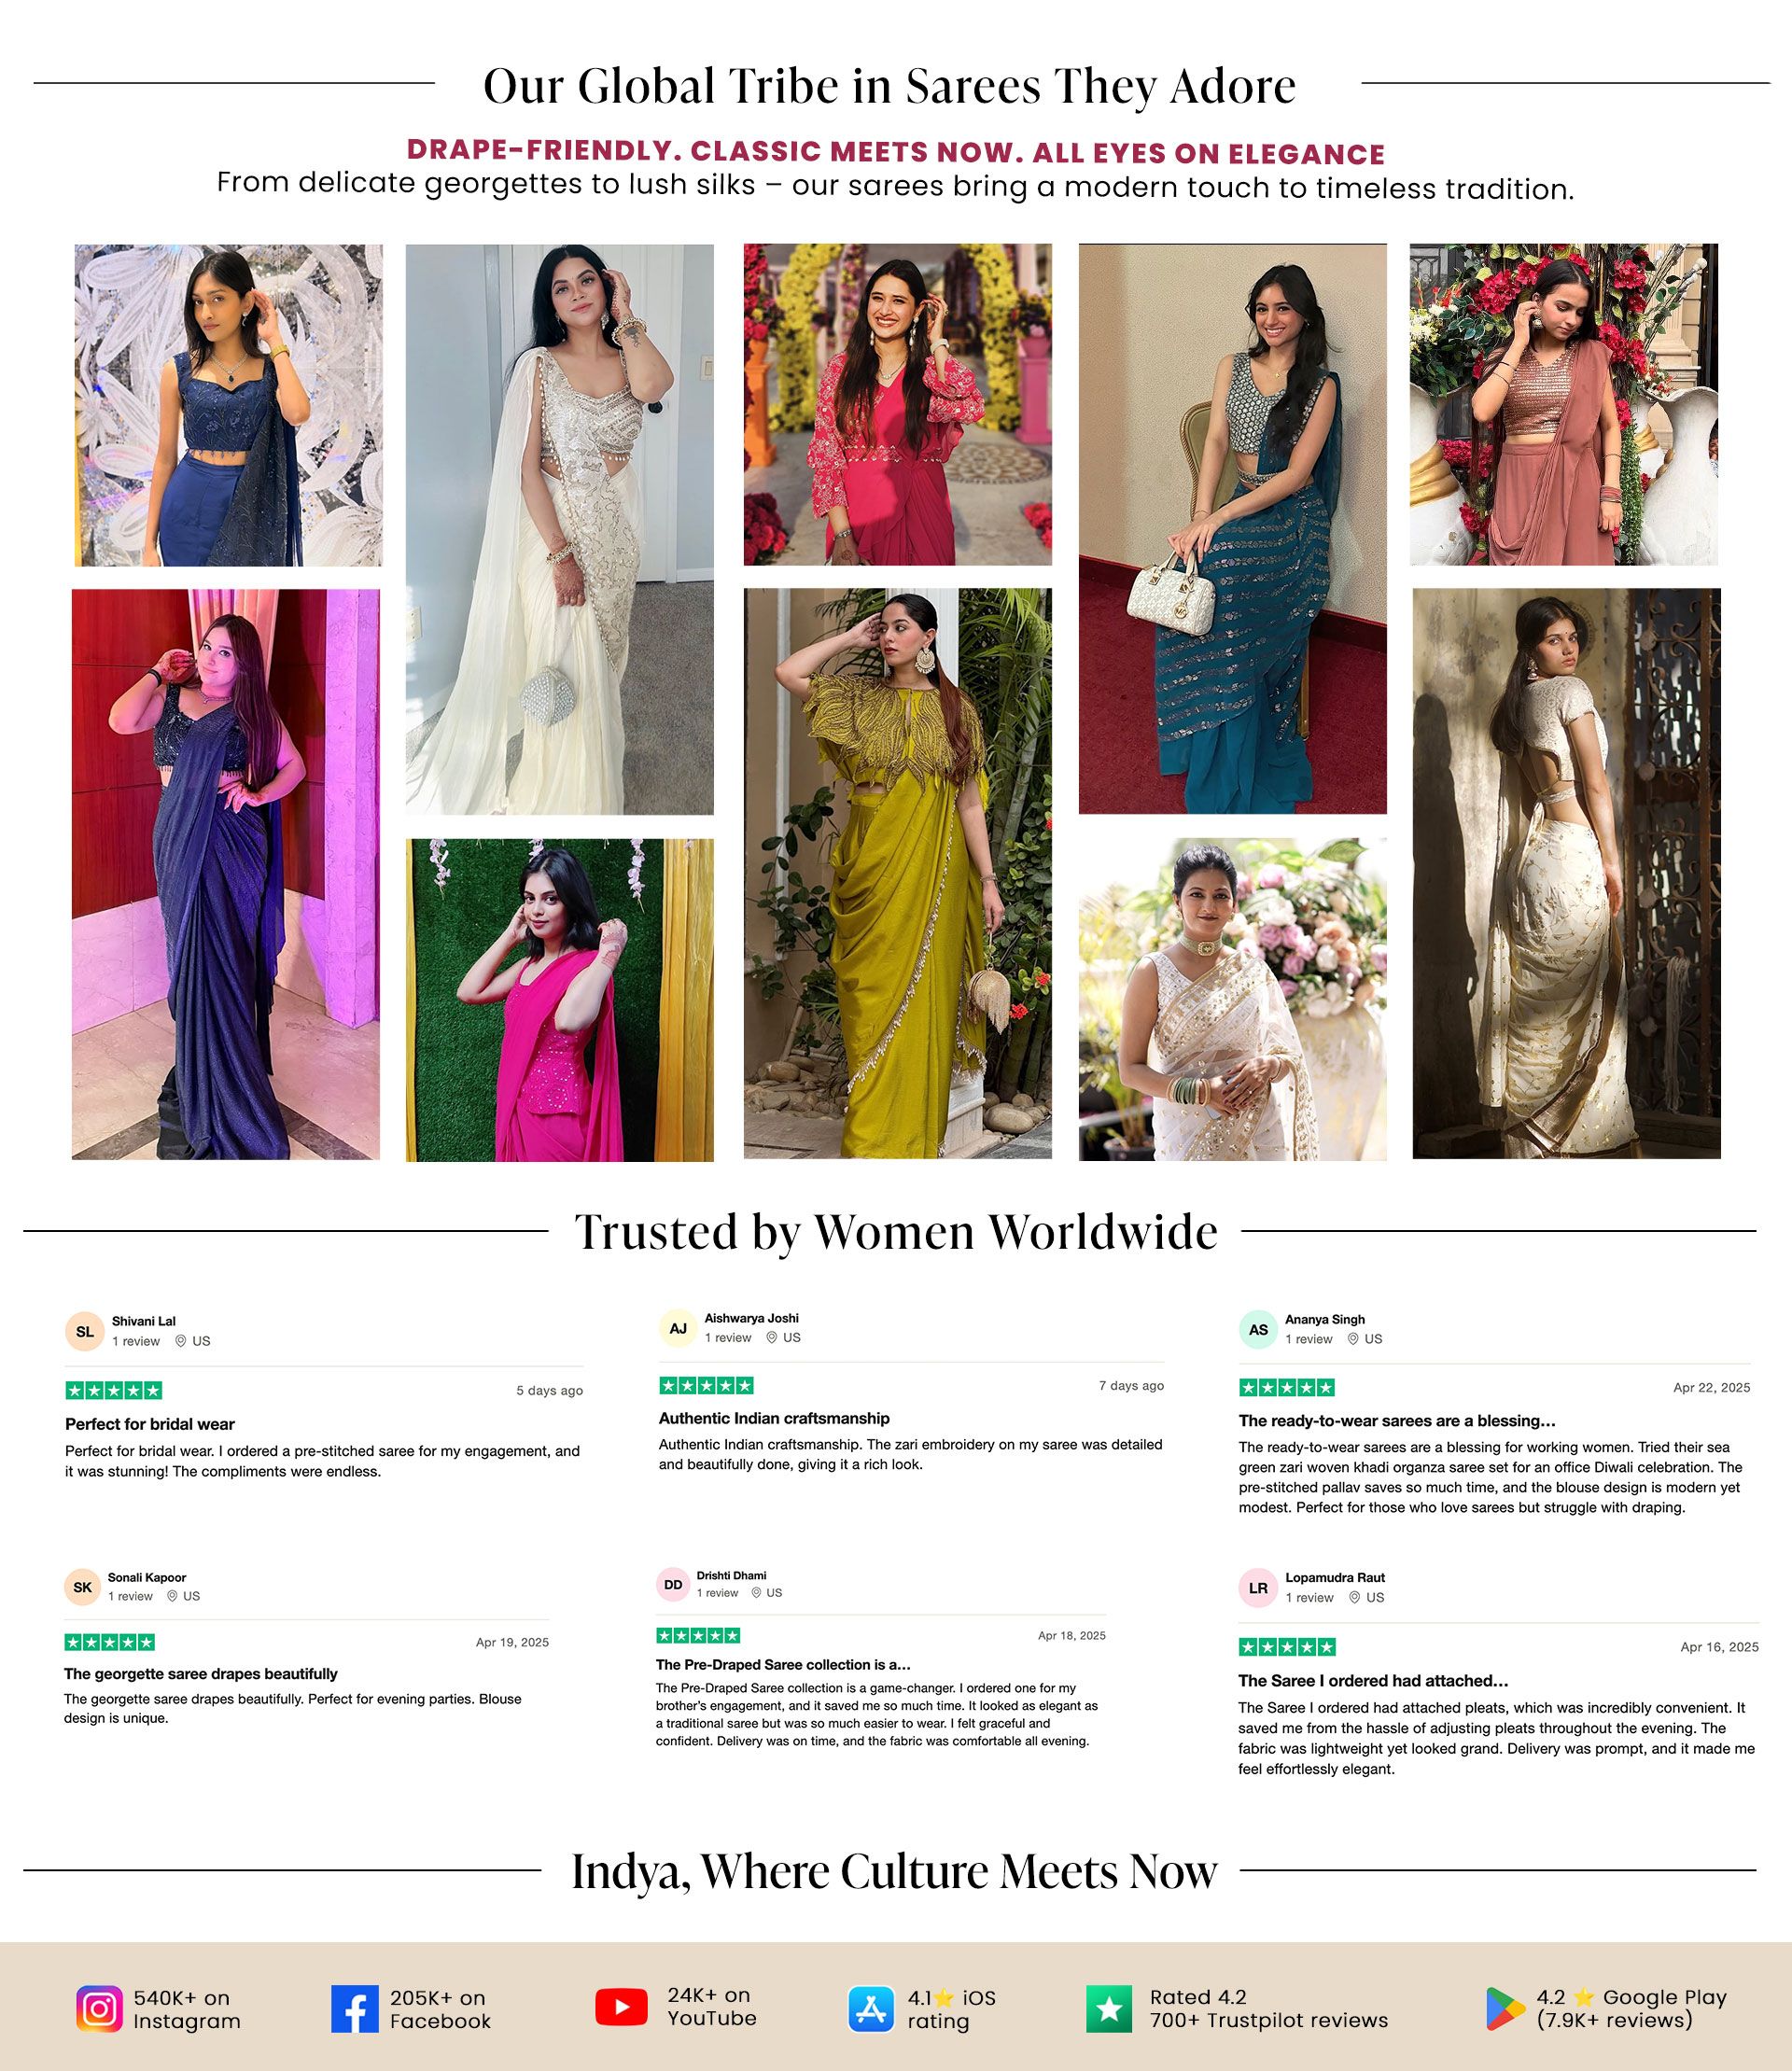 Our Global Tribe in Sarees They Adore
DRAPE-FRIENDLY. CLASSIC MEETS NOW. ALL EYES ON ELEGANCE
From delicate georgettes to lush silks – our sarees bring a modern touch to timeless tradition.
Trusted by Women Worldwide
SL
Shivani Lal
1 review US
5 days ago
Perfect for bridal wear
Perfect for bridal wear. I ordered a pre-stitched saree for my engagement, and
it was stunning! The compliments were endless.
AJ
Aishwarya Joshi
1 review US
7 days ago
Authentic Indian craftsmanship
Authentic Indian craftsmanship. The zari embroidery on my saree was detailed
and beautifully done, giving it a rich look.
AS
Ananya Singh
1 review US
Apr 22, 2025
The ready-to-wear sarees are a blessing…
The ready-to-wear sarees are a blessing for working women. Tried their sea
green zari woven khadi organza saree set for an office Diwali celebration. The
pre-stitched pallav saves so much time, and the blouse design is modern yet
modest. Perfect for those who love sarees but struggle with draping.
SK
Sonali Kapoor
1 review US
Apr 19, 2025
The georgette saree drapes beautifully
The georgette saree drapes beautifully. Perfect for evening parties. Blouse
design is unique.
DD
Drishti Dhami
1 review US
Apr 18, 2025
The Pre-Draped Saree collection is a…
The Pre-Draped Saree collection is a game-changer. I ordered one for my
brother's engagement, and it saved me so much time. It looked as elegant as
a traditional saree but was so much easier to wear. I felt graceful and
confident. Delivery was on time, and the fabric was comfortable all evening.
LR
Lopamudra Raut
1 review US
Apr 16, 2025
The Saree I ordered had attached…
The Saree I ordered had attached pleats, which was incredibly convenient. It
saved me from the hassle of adjusting pleats throughout the evening. The
fabric was lightweight yet looked grand. Delivery was prompt, and it made me
feel effortlessly elegant.
Indya, Where Culture Meets Now
540K+ on
Instagram
205K+ on
Facebook
24K+ on
YouTube
4.1⭐ iOS
rating
Rated 4.2
700+ Trustpilot reviews
4.2 ⭐ Google Play
(7.9K+ reviews)